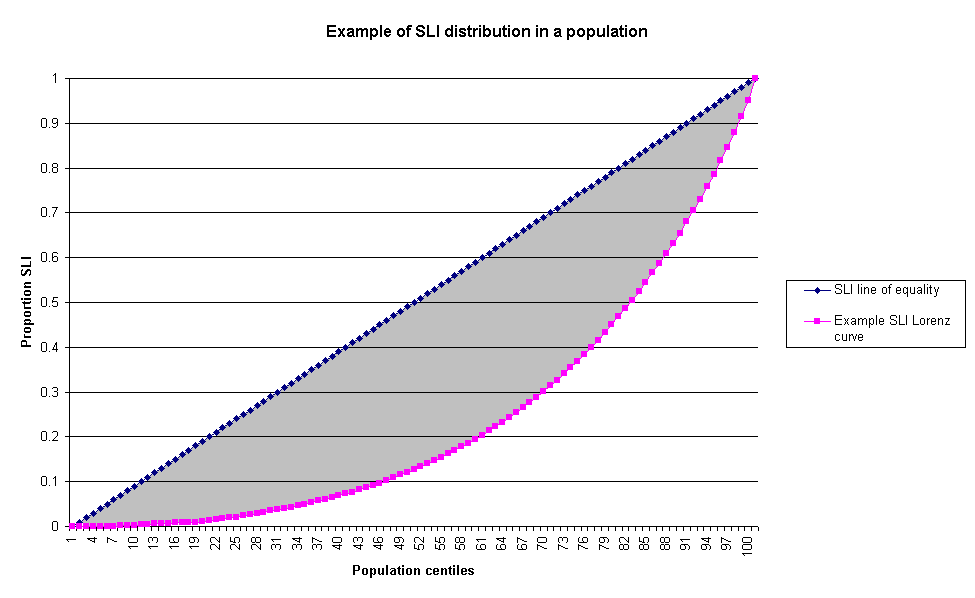 Example of SLI distribution in a population
1
0.9
0.8
0.7
0.6
0.5
0.4
0.3
0.2
0.1
0
Proportion SLI
1 4 7 10 13 16 19 22 25 28 31 34 37 40 43 46 49 52 55 58 61 64 67 70 73 76 79 82 85 88 91 94 97 100
Population centiles
SLI line of equality
Example SLI Lorenz
curve